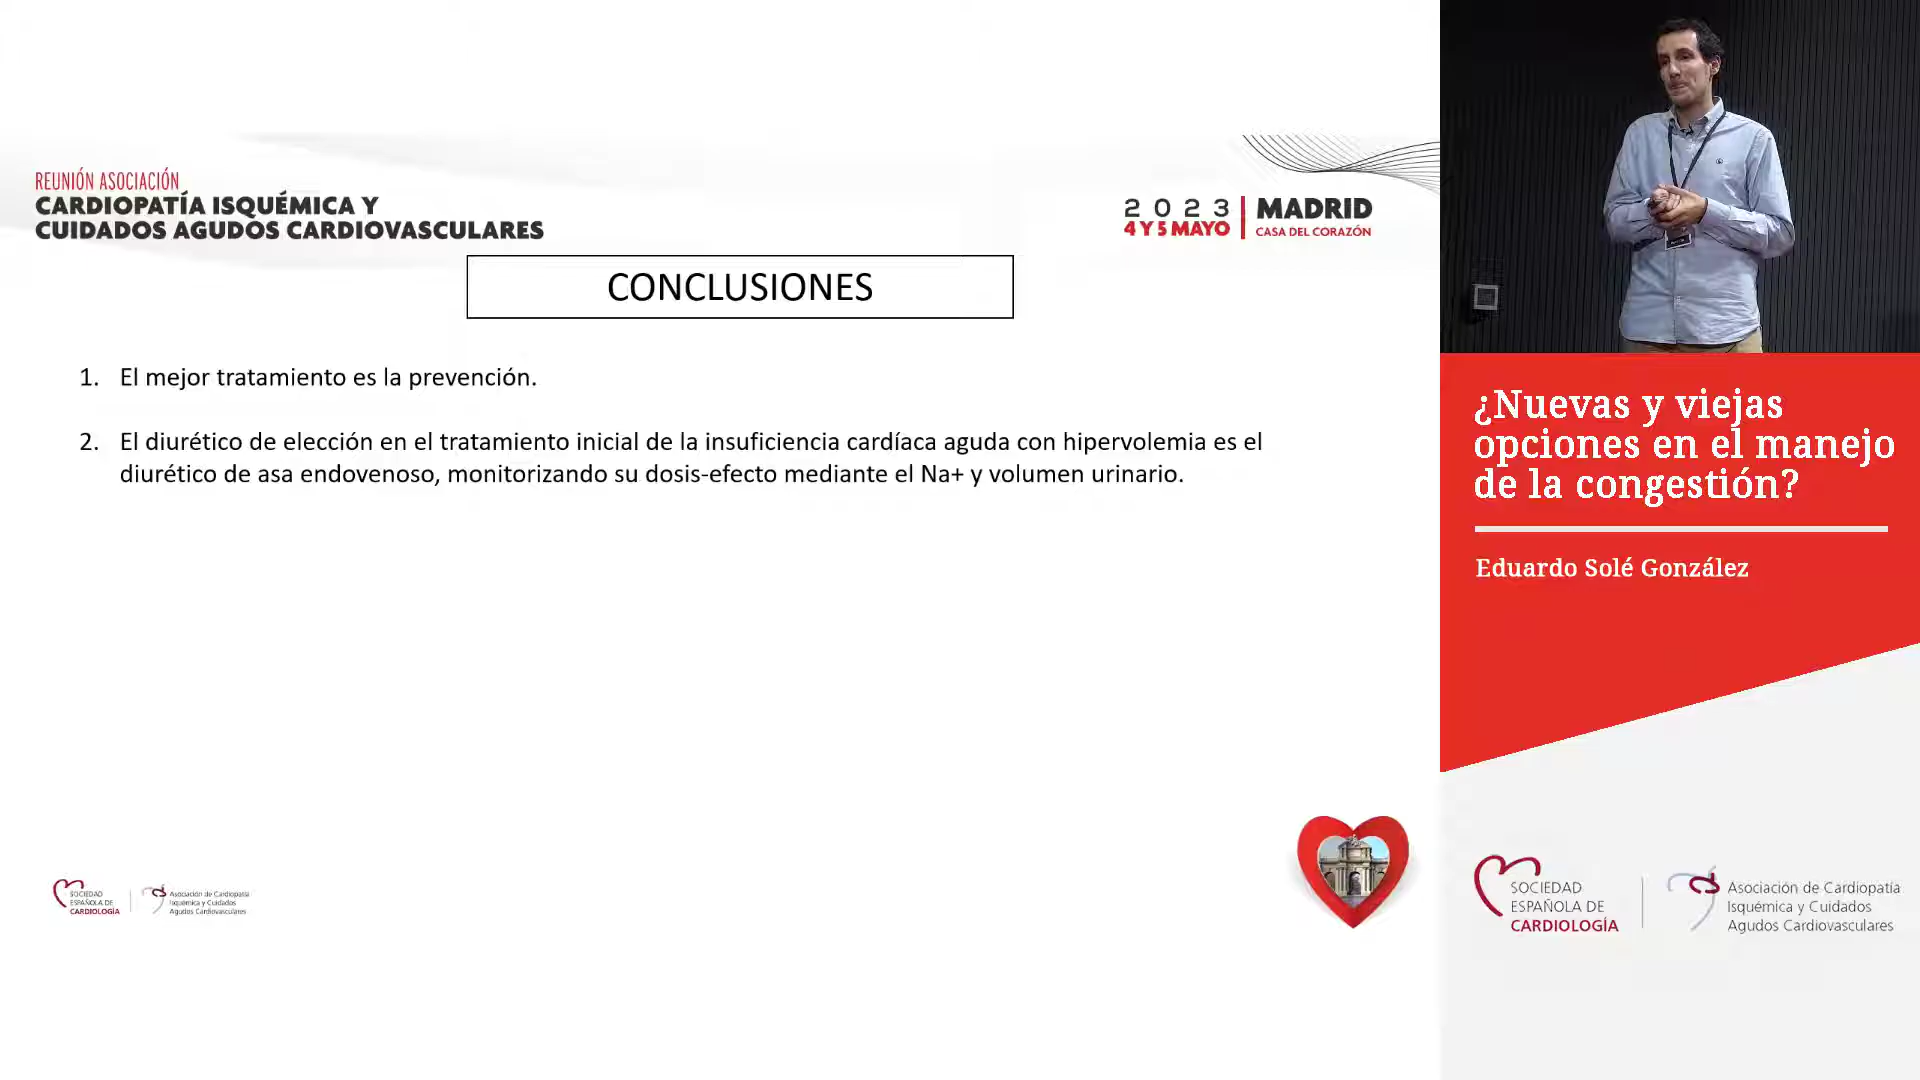 REUNIÓN ASOCIACIÓN
CARDIOPATÍA ISQUÉMICA Y
CUIDADOS AGUDOS CARDIOVASCULARES
2023
4 Y 5 MAYO
MADRID
CASA DEL CORAZÓN
CONCLUSIONES
1. El mejor tratamiento es la prevención.
2. El diurético de elección en el tratamiento inicial de la insuficiencia cardíaca aguda con hipervolemia es el
diurético de asa endovenoso, monitorizando su dosis-efecto mediante el Na+ y volumen urinario.
SOCIEDAD
ESPAÑOLA DE
CARDIOLOGÍA
Asociación de Cardiopatía
Isquémica y Cuidados
Agudos Cardiovasculares
¿Nuevas y viejas
opciones en el manejo
de la congestión?
Eduardo Solé González
SOCIEDAD
ESPAÑOLA DE
CARDIOLOGÍA
Asociación de Cardiopatía
Isquémica y Cuidados
Agudos Cardiovasculares